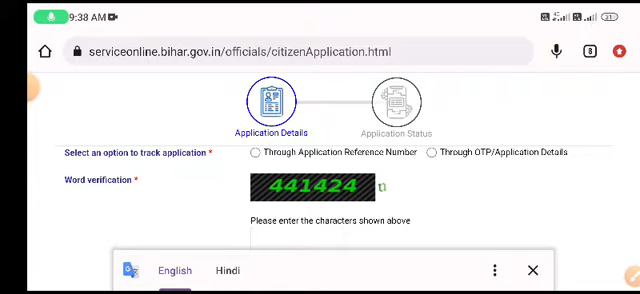 9:38 AM
serviceonline.bihar.gov.in/officials/citizenApplication.html
8
Application Details
Application Status
Select an option to track application *
Through Application Reference Number
Through OTP/Application Details
Word verification *
441424
Please enter the characters shown above
English
Hindi